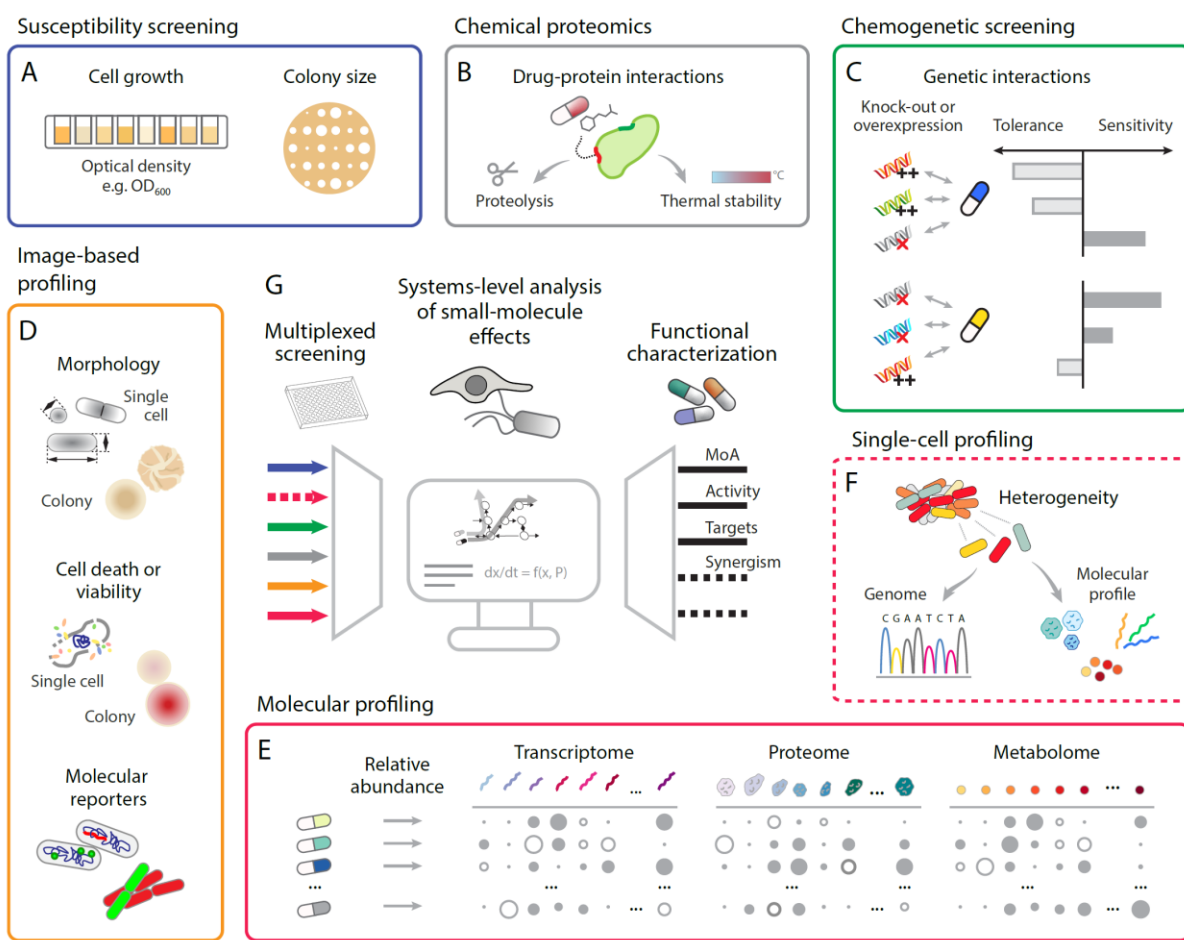 Susceptibility screening
A
Cell growth
Colony size
Optical density
e.g. OD600
Chemical proteomics
B
Drug-protein interactions
°C
Proteolysis
Thermal stability
Chemogenetic screening
C
Genetic interactions
Knock-out or
overexpression
Tolerance
Sensitivity
++
++
++
Image-based
profiling
D
Morphology
Single
cell
Colony
Cell death or
viability
Single cell
Colony
Molecular
reporters
G
Systems-level analysis
of small-molecule
effects
Multiplexed
screening
Functional
characterization
dx/dt = f(x, P)
MoA
Activity
Targets
Synergism
Single-cell profiling
F
Heterogeneity
Genome
C G A A T C T A
Molecular
profile
Molecular profiling
E
Relative
abundance
Transcriptome
Proteome
Metabolome
... ... ...
... ... ... ...
... ... ...